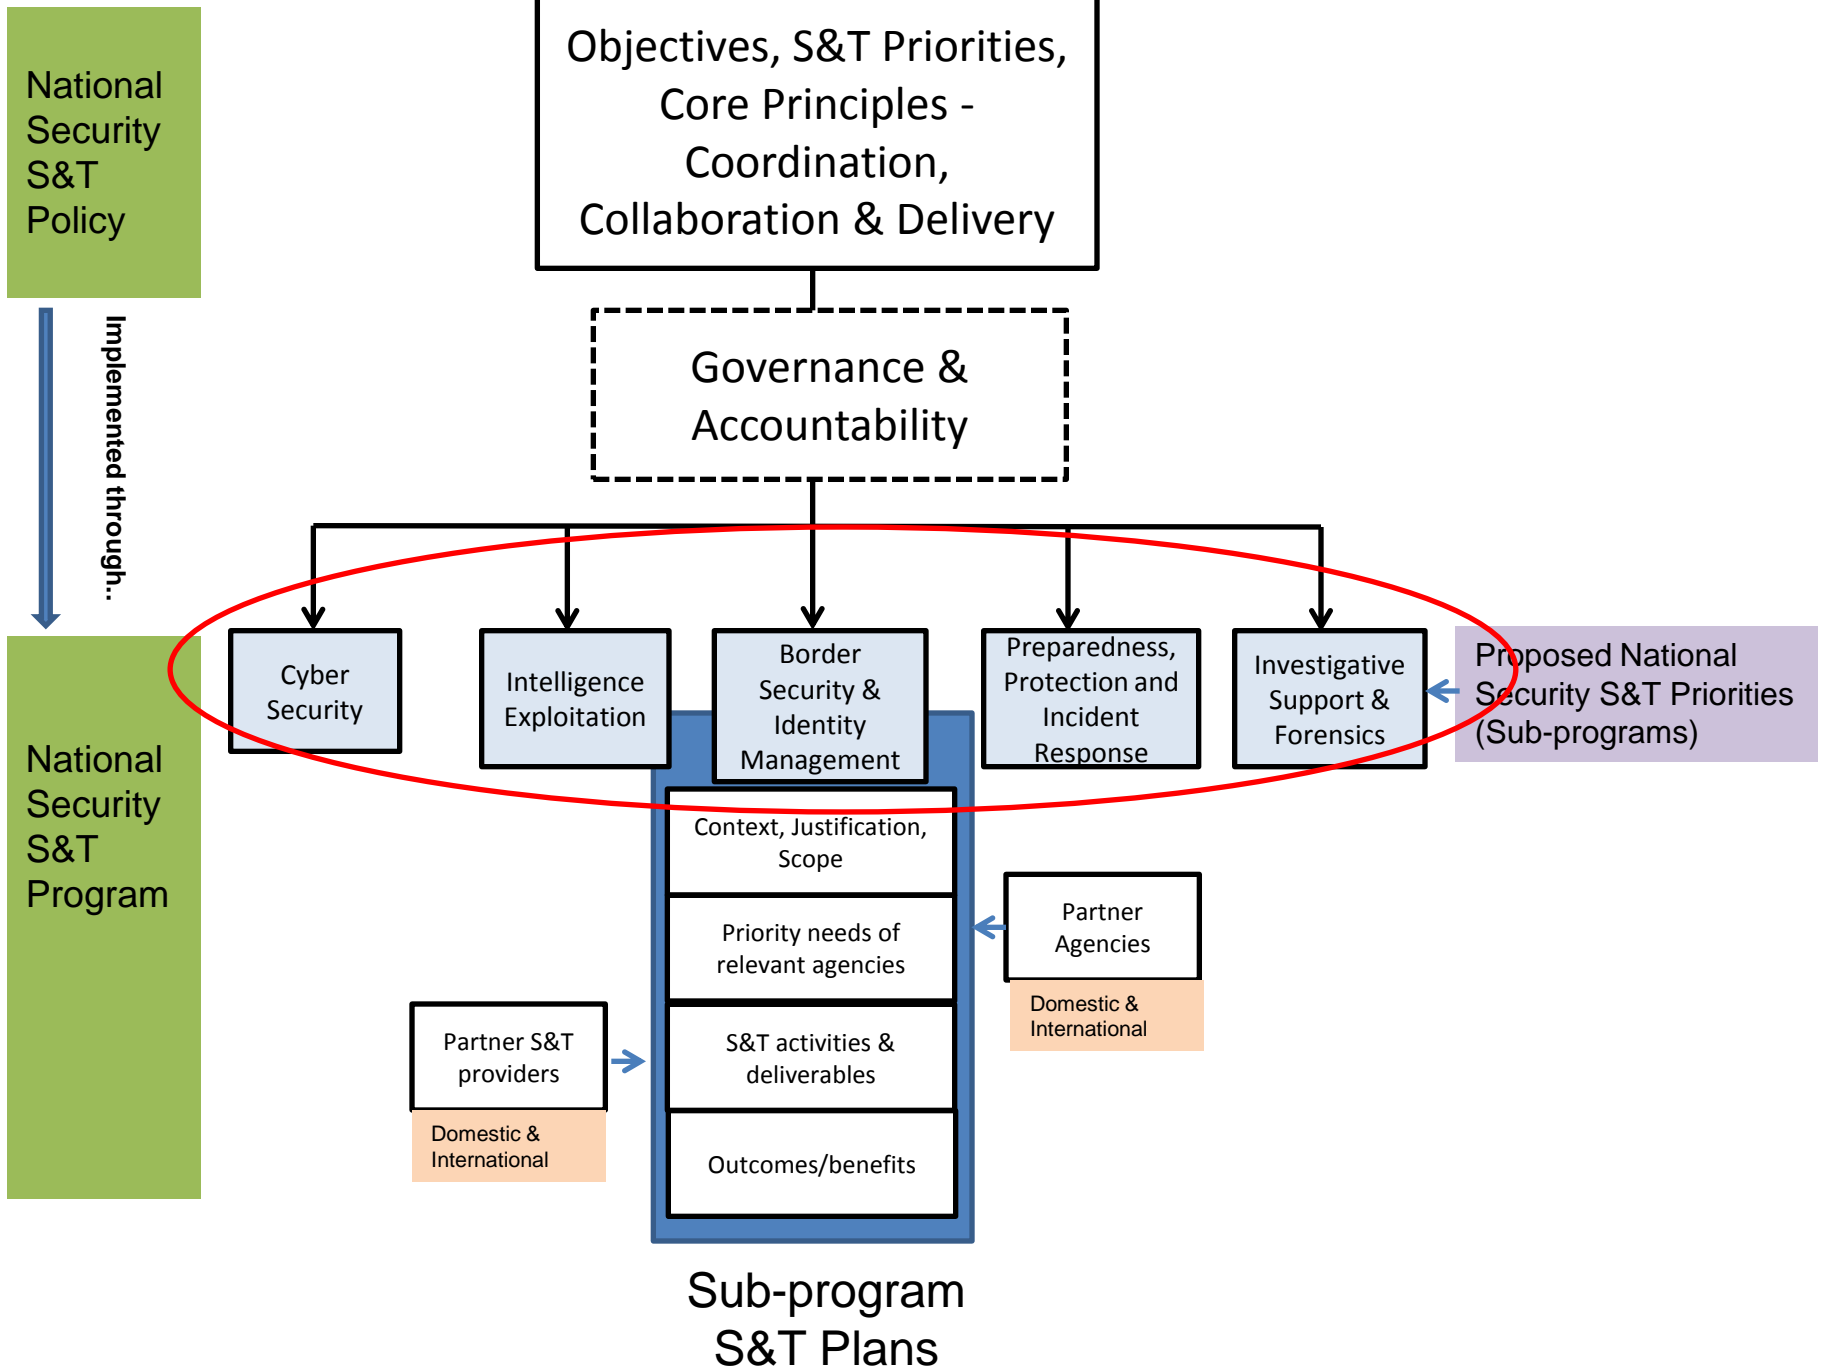 National
Security
S&T
Policy
Objectives, S&T Priorities,
Core Principles -
Coordination,
Collaboration & Delivery
Implemented through..
Governance &
Accountability
Cyber
Security
Intelligence
Exploitation
Border
Security &
Identity
Management
Preparedness,
Protection and
Incident
Response
Investigative
Support &
Forensics
Proposed National
Security S&T Priorities
(Sub-programs)
National
Security
S&T
Program
Context, Justification,
Scope
Priority needs of
relevant agencies
Partner
Agencies
Domestic &
International
Partner S&T
providers
Domestic &
International
S&T activities &
deliverables
Outcomes/benefits
Sub-program
S&T Plans